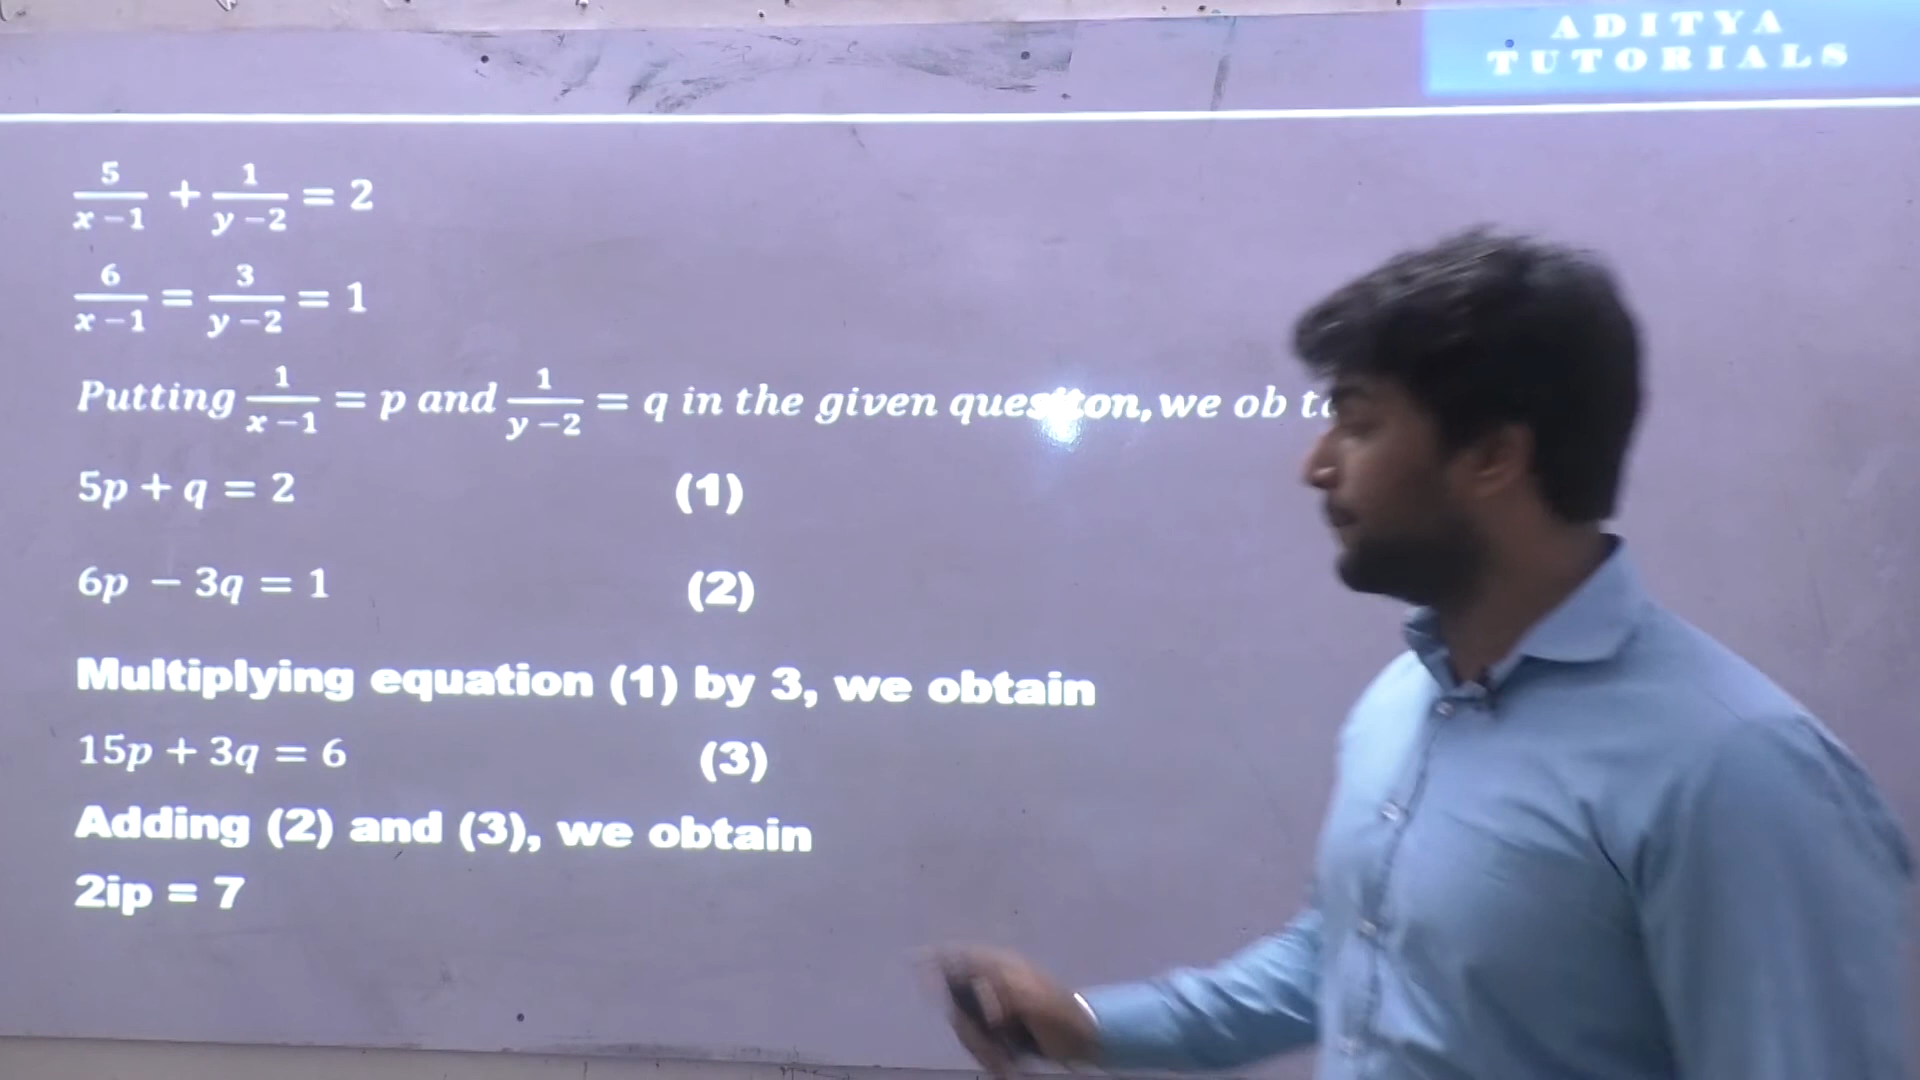 ADITYA
TUTORIALS
5/(x − 1) + 1/(y − 2) = 2
6/(x − 1) = 3/(y − 2) = 1
Putting 1/(x − 1) = p and 1/(y − 2) = q in the given question, we ob
5p + q = 2 (1)
6p − 3q = 1 (2)
Multiplying equation (1) by 3, we obtain
15p + 3q = 6 (3)
Adding (2) and (3), we obtain
2ip = 7